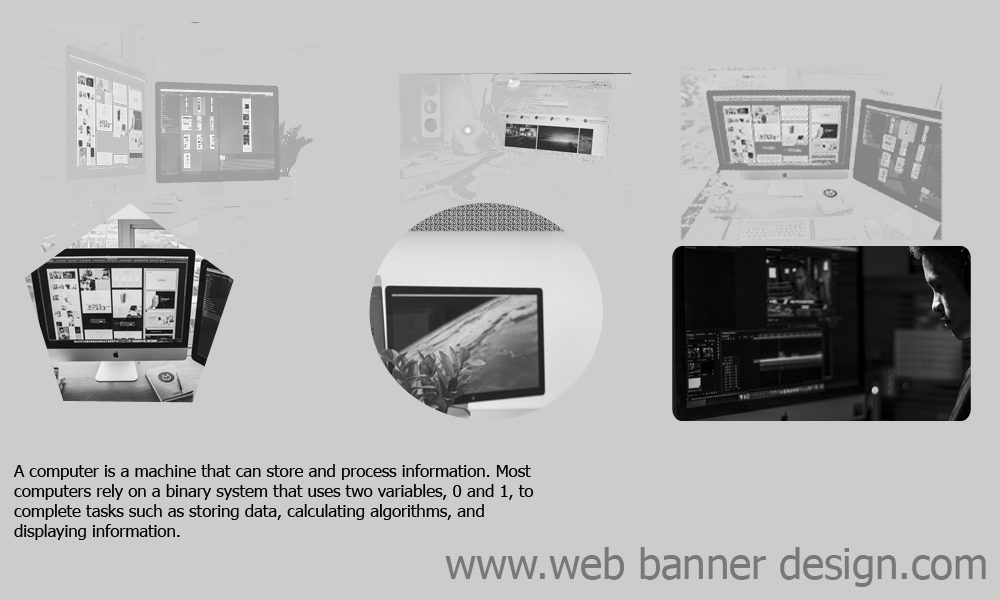 A computer is a machine that can store and process information. Most
computers rely on a binary system that uses two variables, 0 and 1, to
complete tasks such as storing data, calculating algorithms, and
displaying information.
www.web banner design.com